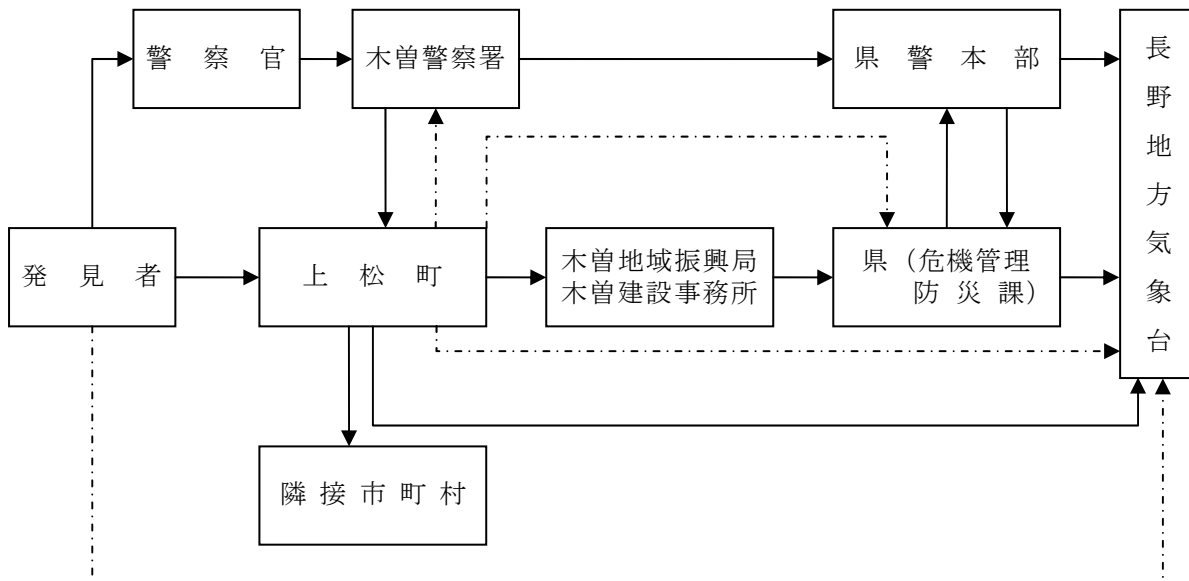 警察官
木曽警察署
県警本部
長野地方気象台
発見者
上松町
木曽地域振興局
木曽建設事務所
県（危機管理
防災課）
隣接市町村